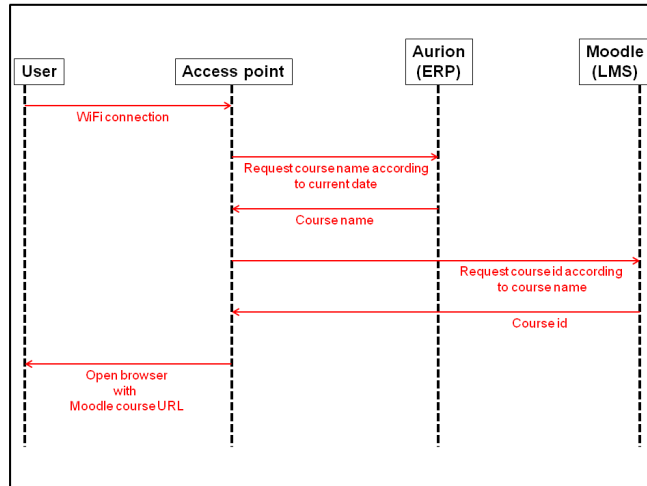 User
Access point
Aurion
(ERP)
Moodle
(LMS)
WiFi connection
Request course name according
to current date
Course name
Request course id according
to course name
Course id
Open browser
with
Moodle course URL